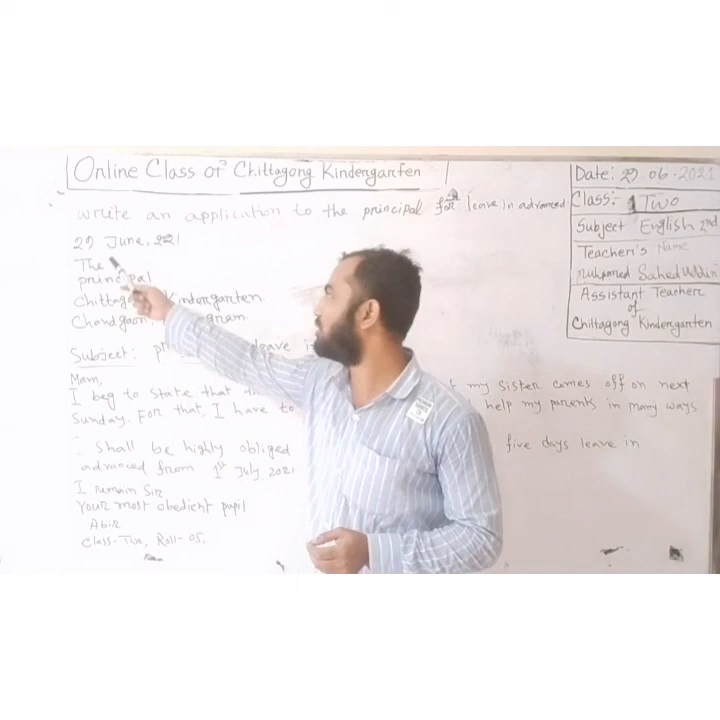 Online Class of Chittagong Kindergarten
Date: 29.06.2021
Class: Two
Subject English 2nd
Teacher's Name
Muhamed Sahed Uddin
Assistant Teacher
of
Chittagong Kindergarten
write an application to the principal for leave in advanced
29 June, 221
The
principal
Chittago Kindergarten
Chandgaon, gram
Subject: leave
Mam,
I beg to state that my sister comes off on next
Sunday. For that, I have to help my parents in many ways
I shall be highly obliged five days leave in
advanced from 1st July 2021
I remain Sir
Your most obedient pupil
Abir
Class-Two, Roll-05.